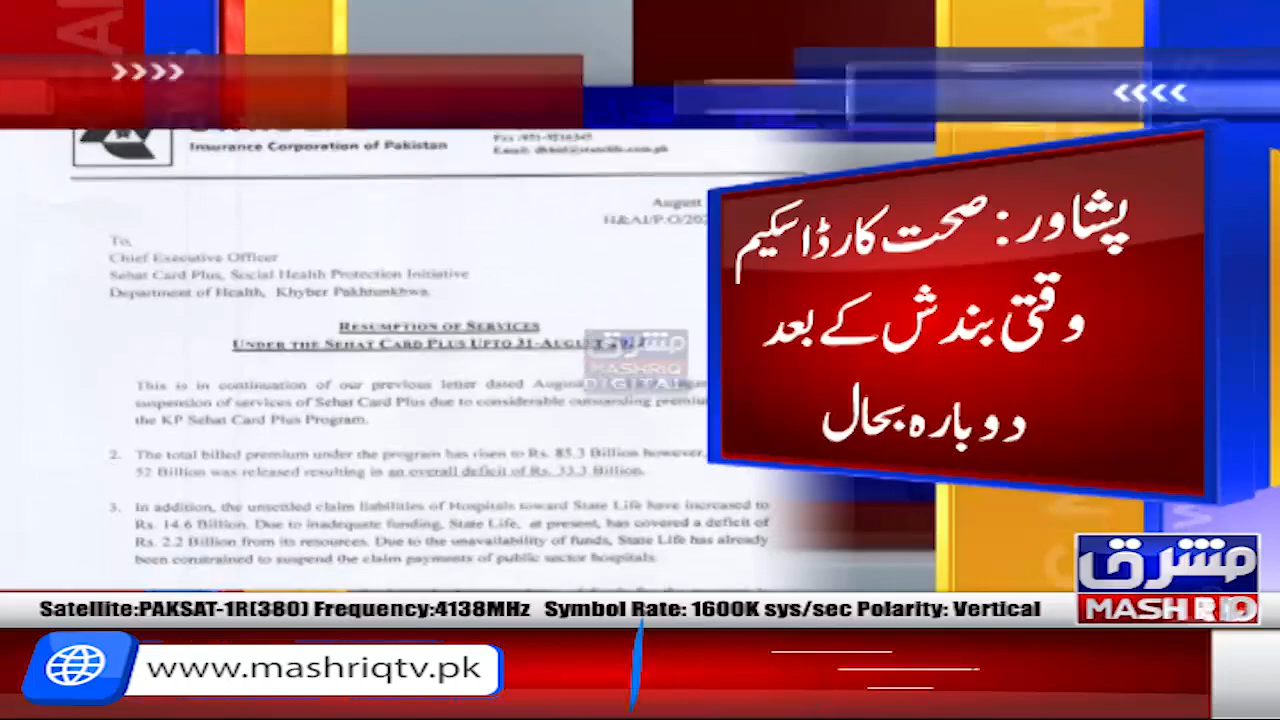 Insurance Corporation of Pakistan
August
H&AI/P.O/202
To,
Chief Executive Officer
Sehat Card Plus, Social Health Protection Initiative
Department of Health, Khyber Pakhtunkhwa.
RESUMPTION OF SERVICES
UNDER THE SEHAT CARD PLUS UPTO 31-AUGUST
This is in continuation of our previous letter dated August
suspension of services of Sehat Card Plus due to considerable outstanding premium
the KP Sehat Card Plus Program.
2. The total billed premium under the program has risen to Rs. 85.3 Billion however,
52 Billion was released resulting in an overall deficit of Rs. 33.3 Billion.
3. In addition, the unsettled claim liabilities of Hospitals toward State Life have increased to
Rs. 14.6 Billion. Due to inadequate funding, State Life, at present, has covered a deficit of
Rs. 2.2 Billion from its resources. Due to the unavailability of funds, State Life has already
been constrained to suspend the claim payments of public sector hospitals.
مشرق
MASHRIQ
DIGITAL
پشاور: صحت کارڈ اسکیم
وقتی بندش کے بعد
دوبارہ بحال
مشرق
MASHRIQ
Satellite:PAKSAT-1R(380) Frequency:4138MHz Symbol Rate: 1600K sys/sec Polarity: Vertical
www.mashriqtv.pk